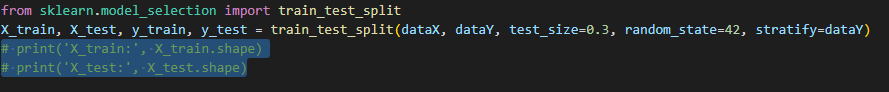 from sklearn.model_selection import train_test_split
X_train, X_test, y_train, y_test = train_test_split(dataX, dataY, test_size=0.3, random_state=42, stratify=dataY)
# print('X_train:', X_train.shape)
# print('X_test:', X_test.shape)